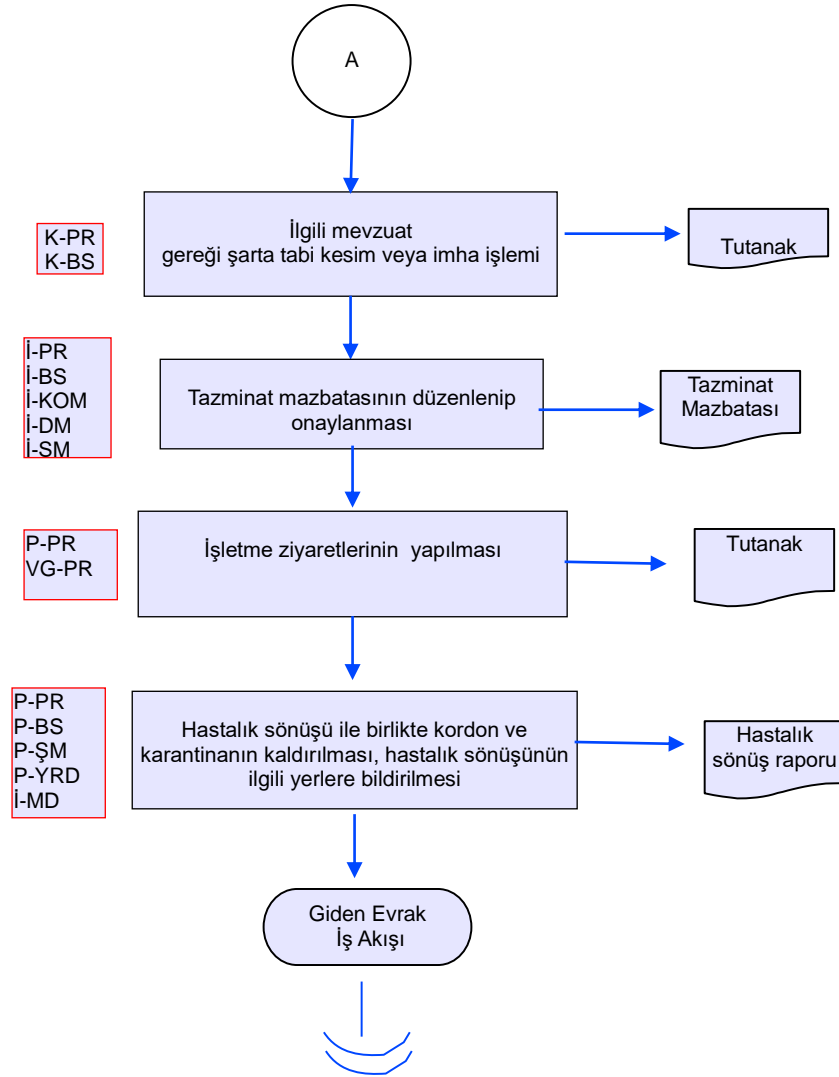 A
K-PR
K-BS
İlgili mevzuat
gereği şarta tabi kesim veya imha işlemi
Tutanak
İ-PR
İ-BS
İ-KOM
İ-DM
İ-SM
Tazminat mazbatasının düzenlenip
onaylanması
Tazminat
Mazbatası
P-PR
VG-PR
İşletme ziyaretlerinin yapılması
Tutanak
P-PR
P-BS
P-ŞM
P-YRD
İ-MD
Hastalık sönüşü ile birlikte kordon ve
karantinanın kaldırılması, hastalık sönüşünün
ilgili yerlere bildirilmesi
Hastalık
sönüş raporu
Giden Evrak
İş Akışı